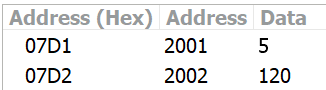 Address (Hex) Address Data
07D1 2001 5
07D2 2002 120